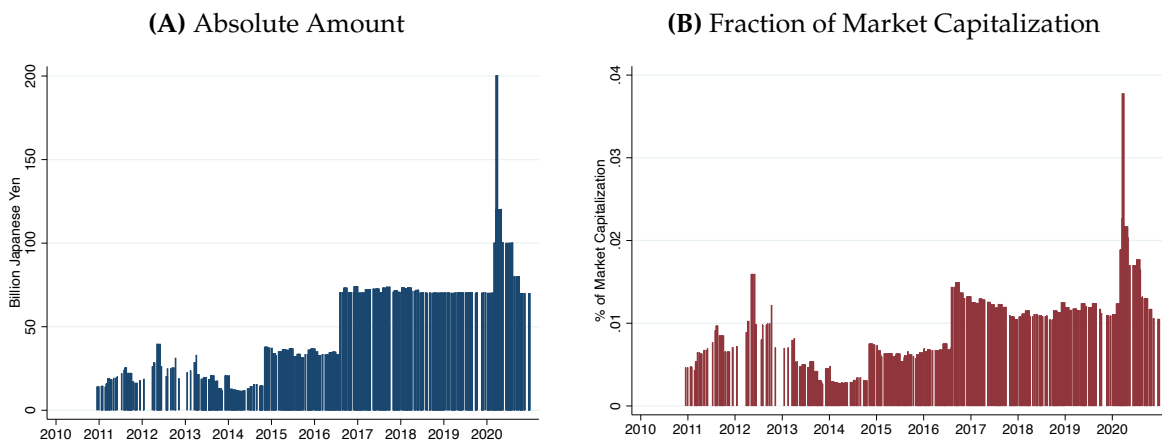 (A) Absolute Amount
Billion Japanese Yen
200
150
100
50
0
2010 2011 2012 2013 2014 2015 2016 2017 2018 2019 2020
(B) Fraction of Market Capitalization
% of Market Capitalization
.04
.03
.02
.01
0
2010 2011 2012 2013 2014 2015 2016 2017 2018 2019 2020